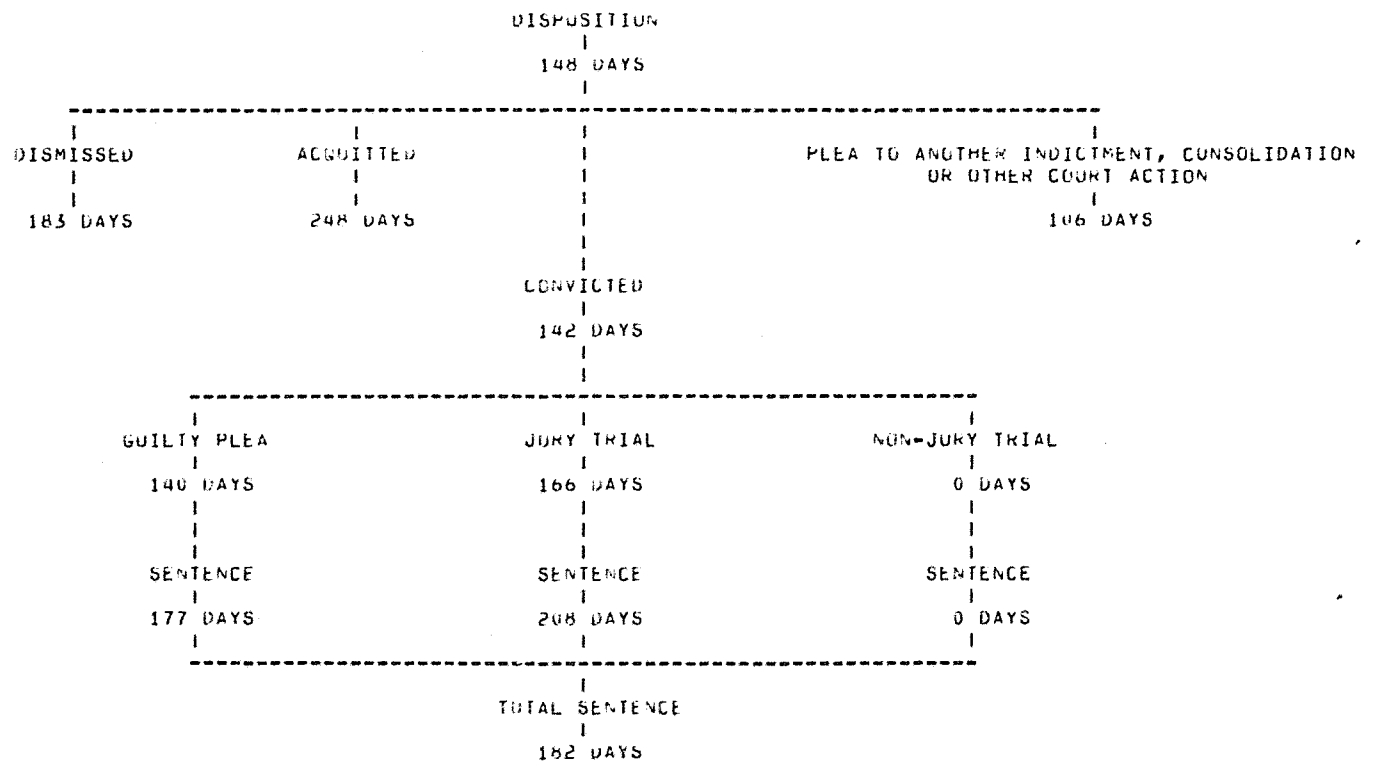 DISPOSITION
148 DAYS
DISMISSED ACQUITTED PLEA TO ANOTHER INDICTMENT, CONSOLIDATION
OR OTHER COURT ACTION
183 DAYS 248 DAYS 106 DAYS
CONVICTED
142 DAYS
GUILTY PLEA JURY TRIAL NON-JURY TRIAL
140 DAYS 166 DAYS 0 DAYS
SENTENCE SENTENCE SENTENCE
177 DAYS 208 DAYS 0 DAYS
TOTAL SENTENCE
182 DAYS